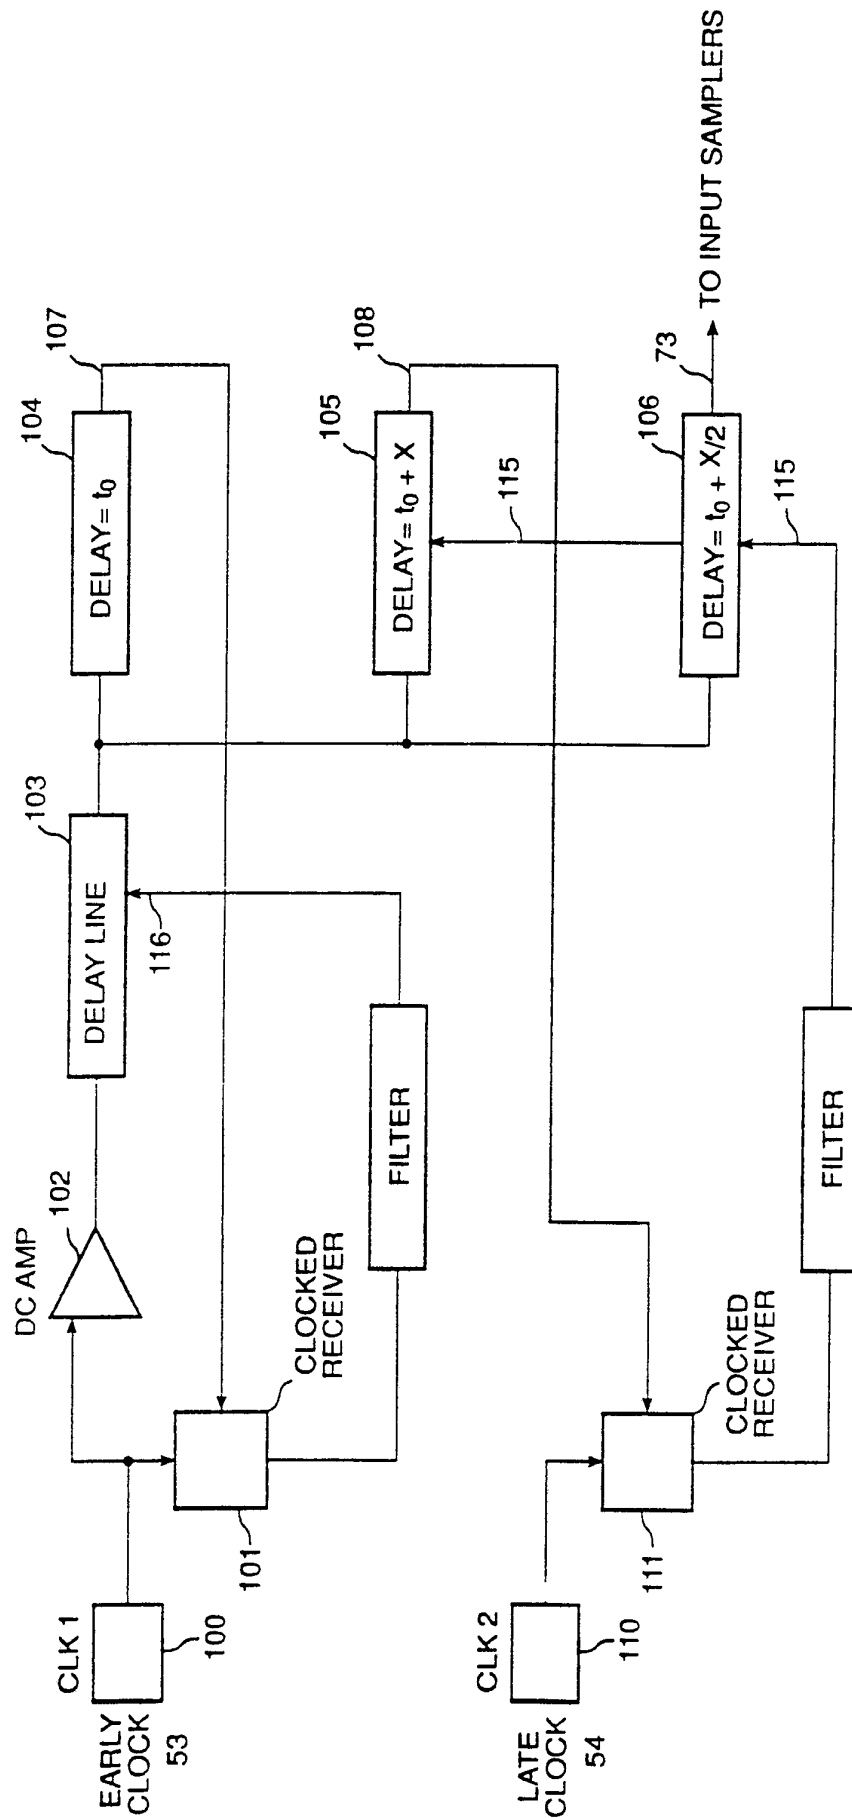 EARLY
CLOCK
53
CLK 1
100
101
DC AMP
102
CLOCKED
RECEIVER
DELAY LINE
103
116
FILTER
DELAY= t0
104
107
DELAY= t0 + X
105
108
115
DELAY= t0 + X/2
106
73
TO INPUT SAMPLERS
115
LATE
CLOCK
54
CLK 2
110
111
CLOCKED
RECEIVER
FILTER